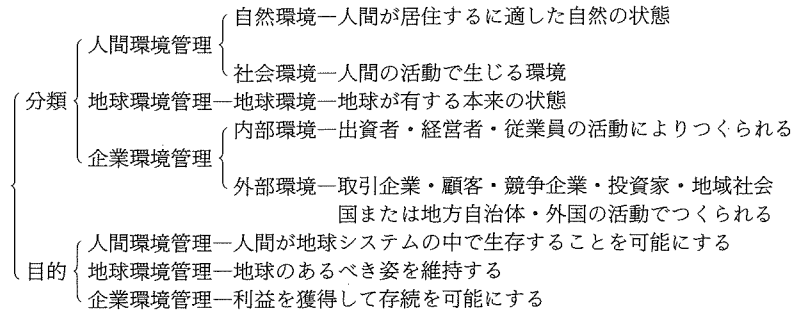 自然環境―人間が居住するに適した自然の状態
人間環境管理
社会環境―人間の活動で生じる環境
分類 地球環境管理―地球環境―地球が有する本来の状態
内部環境―出資者・経営者・従業員の活動によりつくられる
企業環境管理
外部環境―取引企業・顧客・競争企業・投資家・地域社会
国または地方自治体・外国の活動でつくられる
人間環境管理―人間が地球システムの中で生存することを可能にする
目的 地球環境管理―地球のあるべき姿を維持する
企業環境管理―利益を獲得して存続を可能にする